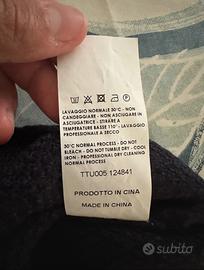 LAVAGGIO NORMALE 30°C - NON
CANDEGGIARE - NON ASCIUGARE IN
ASCIUGATRICE - STIRARE A
TEMPERATURE BASSE 110° - LAVAGGIO
PROFESSIONALE A SECCO
30°C NORMAL PROCESS - DO NOT
BLEACH - DO NOT TUMBLE DRY - COOL
IRON - PROFESSIONAL DRY CLEANING
NORMAL PROCESS
TTU005 124841
PRODOTTO IN CINA
MADE IN CHINA
subito